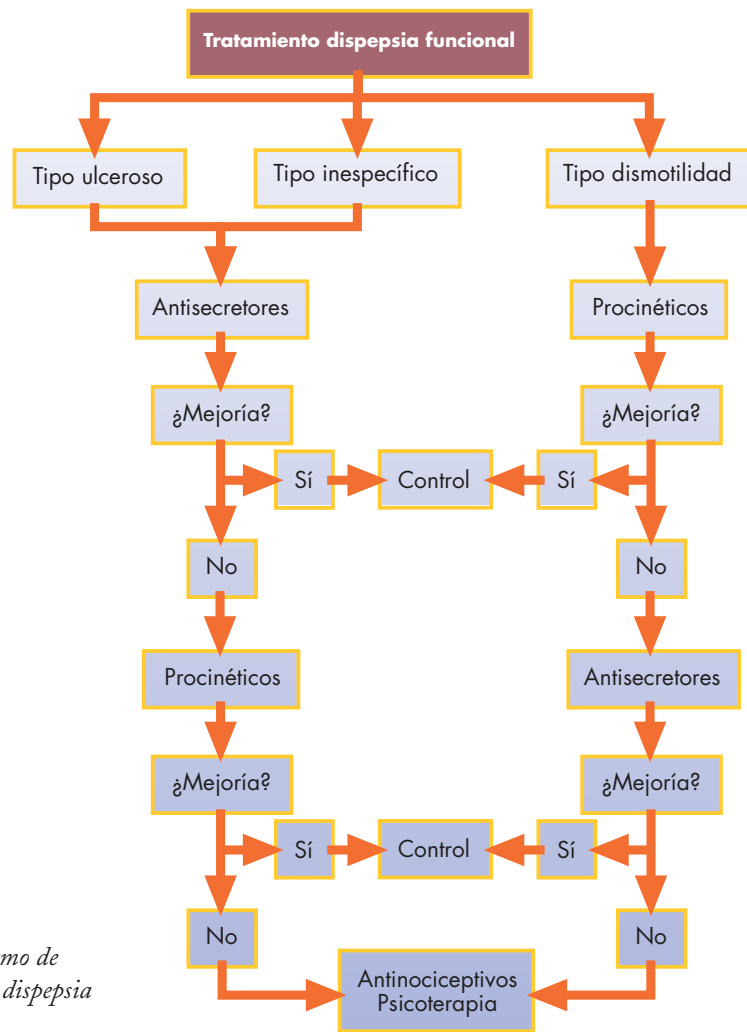 Tratamiento dispepsia funcional
Tipo ulceroso
Tipo inespecífico
Tipo dismotilidad
Antisecretores
Procinéticos
¿Mejoría?
¿Mejoría?
Sí
Control
Sí
No
No
Procinéticos
Antisecretores
¿Mejoría?
¿Mejoría?
Sí
Control
Sí
No
No
Antinociceptivos
Psicoterapia
mo de
dispepsia